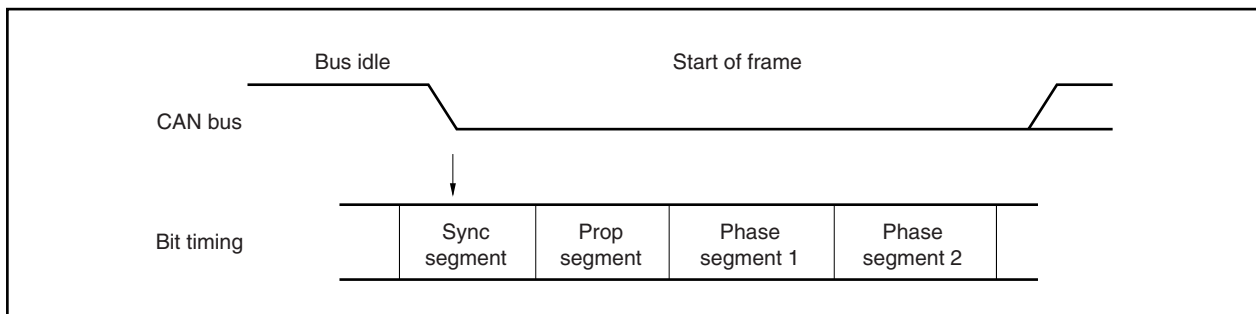 Bus idle
Start of frame
CAN bus
Bit timing
Sync
segment
Prop
segment
Phase
segment 1
Phase
segment 2